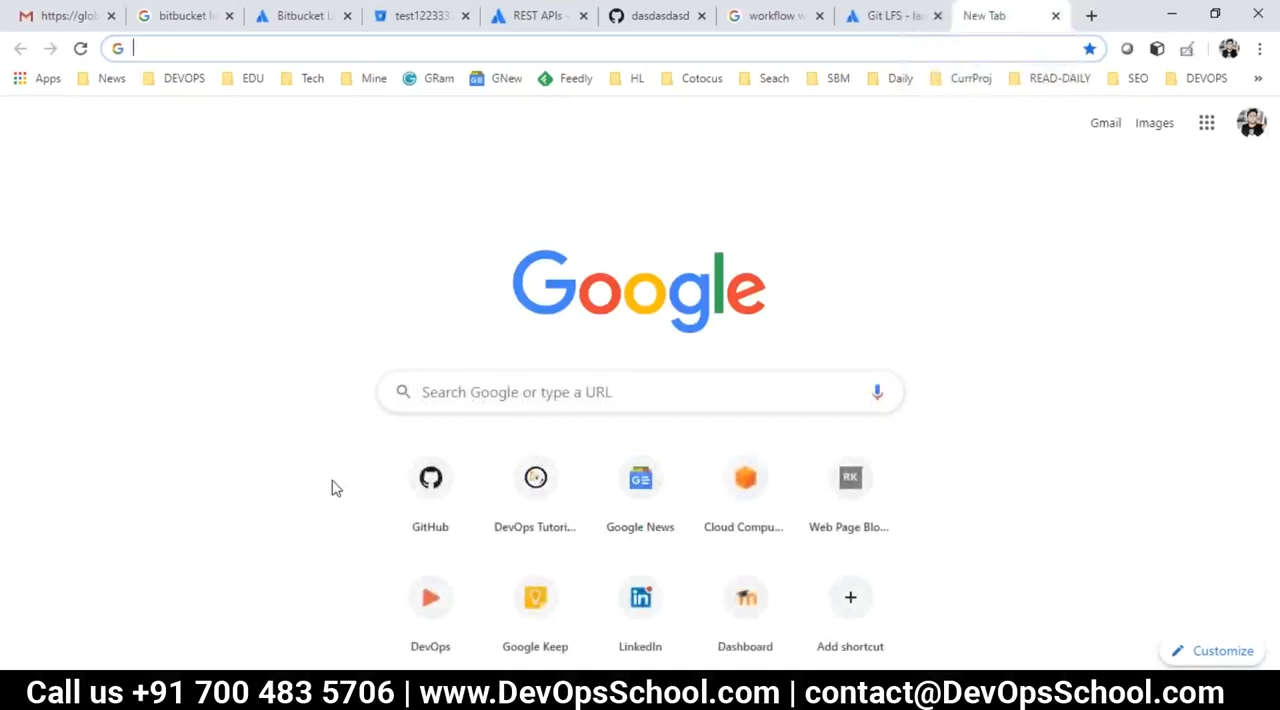 https://glob
bitbucket li
Bitbucket L
test122333
REST APIs -
dasdasdasd
workflow w
Git LFS - la
New Tab
Apps
News
DEVOPS
EDU
Tech
Mine
GRam
GNew
Feedly
HL
Cotocus
Seach
SBM
Daily
CurrProj
READ-DAILY
SEO
DEVOPS
»
Gmail
Images
Google
Search Google or type a URL
GitHub
DevOps Tutori...
Google News
Cloud Compu...
RK
Web Page Blo...
DevOps
Google Keep
LinkedIn
Dashboard
Add shortcut
Customize
Call us +91 700 483 5706 | www.DevOpsSchool.com | contact@DevOpsSchool.com